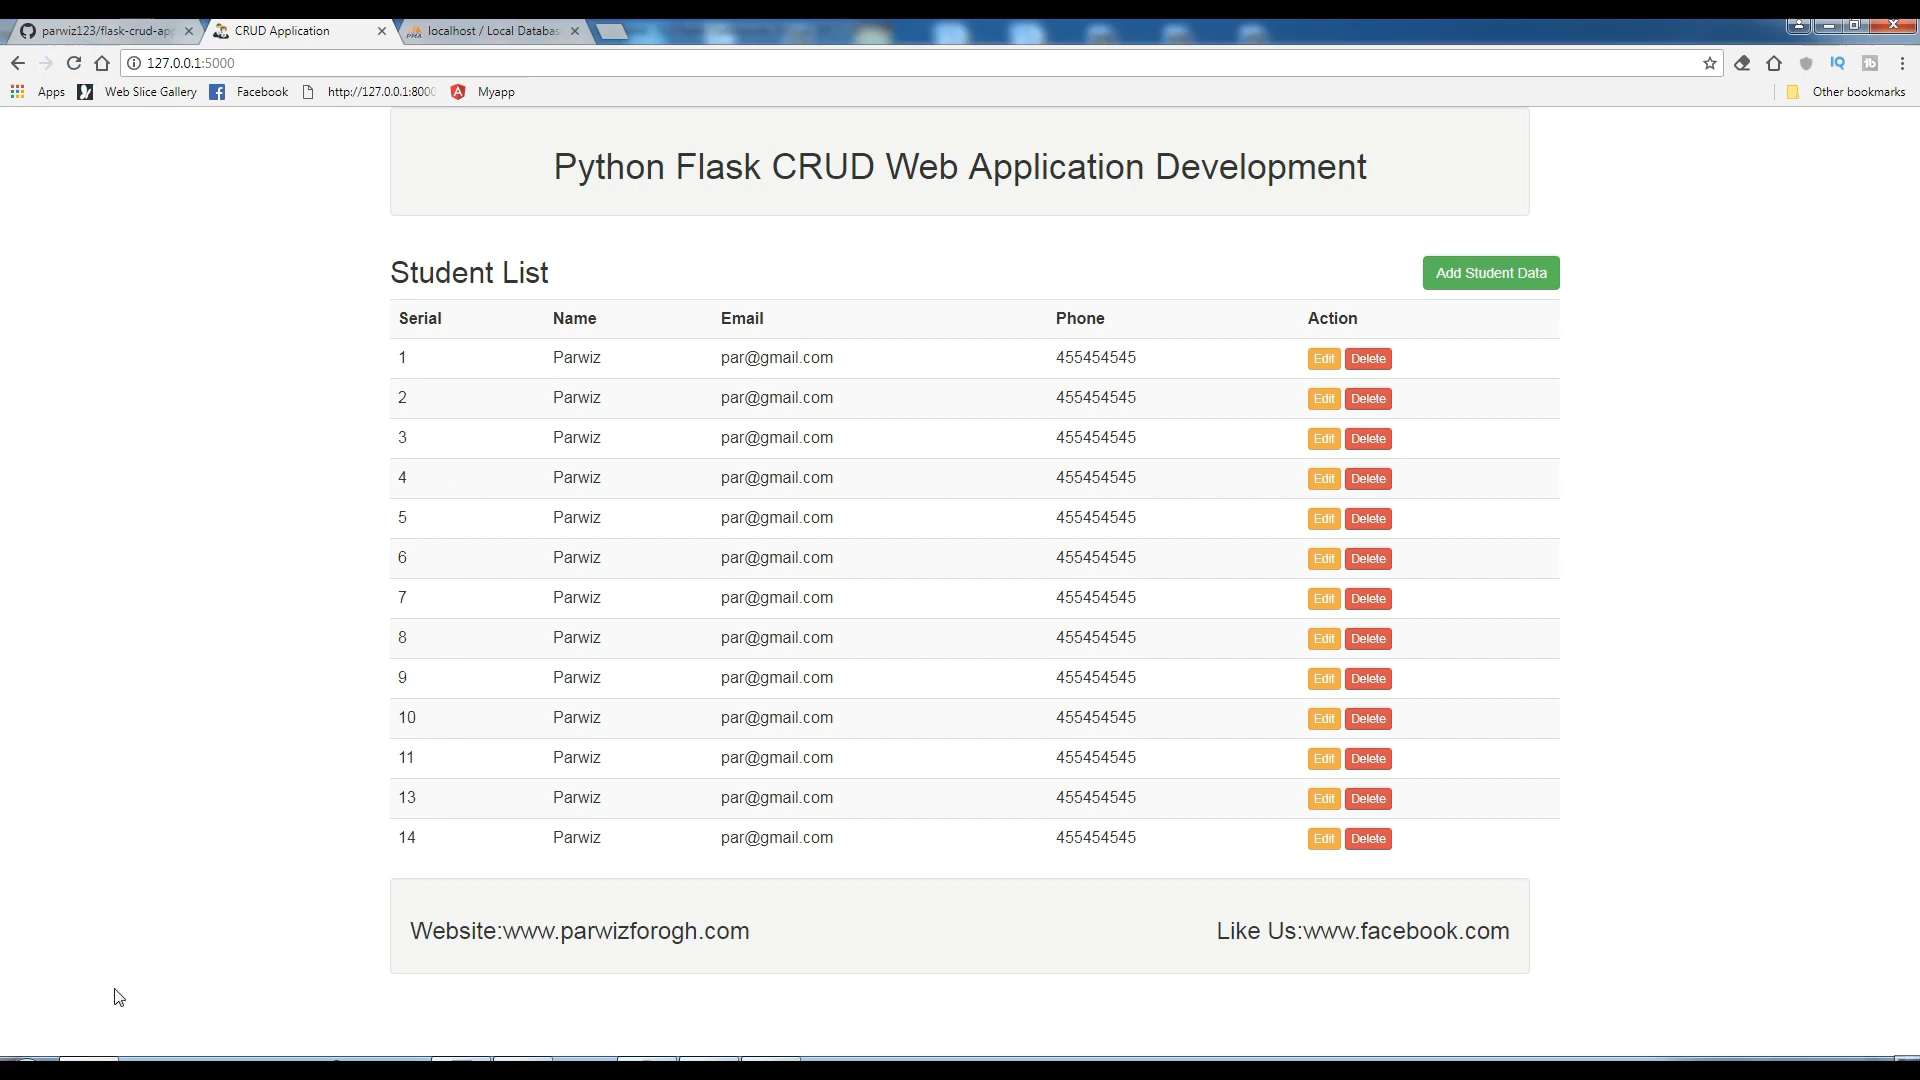 parwiz123/flask-crud-app
CRUD Application
localhost / Local Databas
127.0.0.1:5000
Apps
Web Slice Gallery
Facebook
http://127.0.0.1:8000
Myapp
Other bookmarks
Python Flask CRUD Web Application Development
Student List
Add Student Data
Serial Name Email Phone Action
1 Parwiz par@gmail.com 455454545 Edit Delete
2 Parwiz par@gmail.com 455454545 Edit Delete
3 Parwiz par@gmail.com 455454545 Edit Delete
4 Parwiz par@gmail.com 455454545 Edit Delete
5 Parwiz par@gmail.com 455454545 Edit Delete
6 Parwiz par@gmail.com 455454545 Edit Delete
7 Parwiz par@gmail.com 455454545 Edit Delete
8 Parwiz par@gmail.com 455454545 Edit Delete
9 Parwiz par@gmail.com 455454545 Edit Delete
10 Parwiz par@gmail.com 455454545 Edit Delete
11 Parwiz par@gmail.com 455454545 Edit Delete
13 Parwiz par@gmail.com 455454545 Edit Delete
14 Parwiz par@gmail.com 455454545 Edit Delete
Website:www.parwizforogh.com
Like Us:www.facebook.com